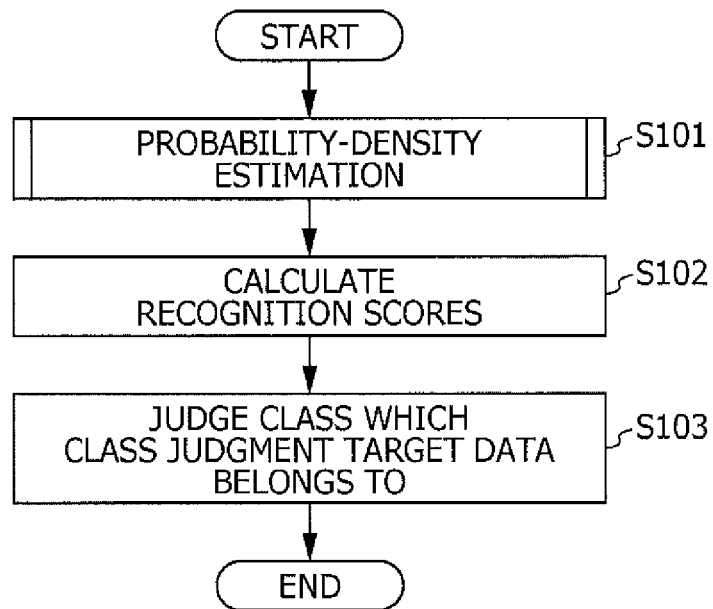 START
PROBABILITY-DENSITY
ESTIMATION
S101
CALCULATE
RECOGNITION SCORES
S102
JUDGE CLASS WHICH
CLASS JUDGMENT TARGET DATA
BELONGS TO
S103
END